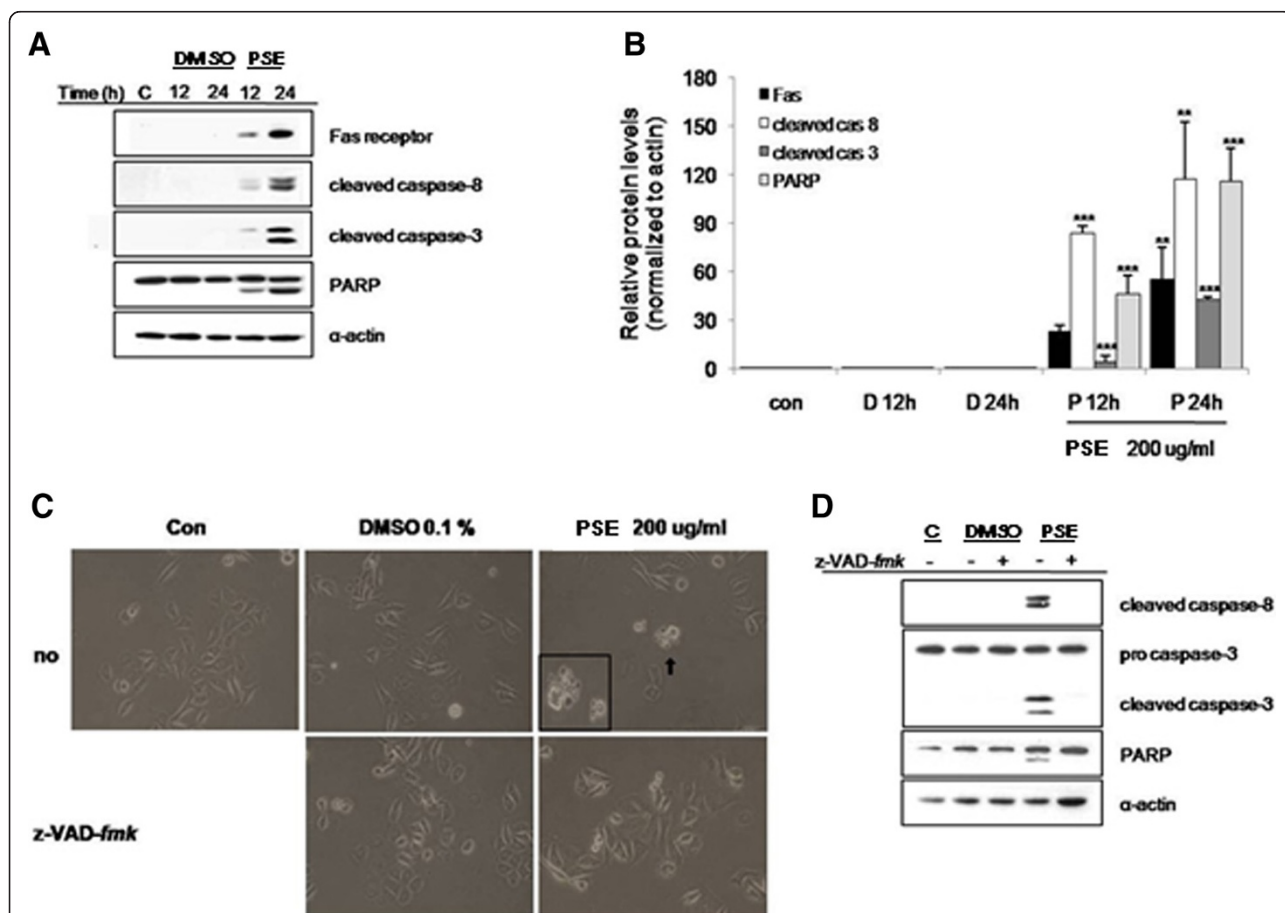 A
DMSO PSE
Time (h) C 12 24 12 24
Fas receptor
cleaved caspase-8
cleaved caspase-3
PARP
α-actin
B
Relative protein levels
(normalized to actin)
180
150
120
90
60
30
0
Fas
cleaved cas 8
cleaved cas 3
PARP
*** *** *** ** ** *** ***
con D 12h D 24h P 12h P 24h
PSE 200 ug/ml
C
Con DMSO 0.1 % PSE 200 ug/ml
no
z-VAD-fmk
D
C DMSO PSE
z-VAD-fmk - - + - +
cleaved caspase-8
pro caspase-3
cleaved caspase-3
PARP
α-actin